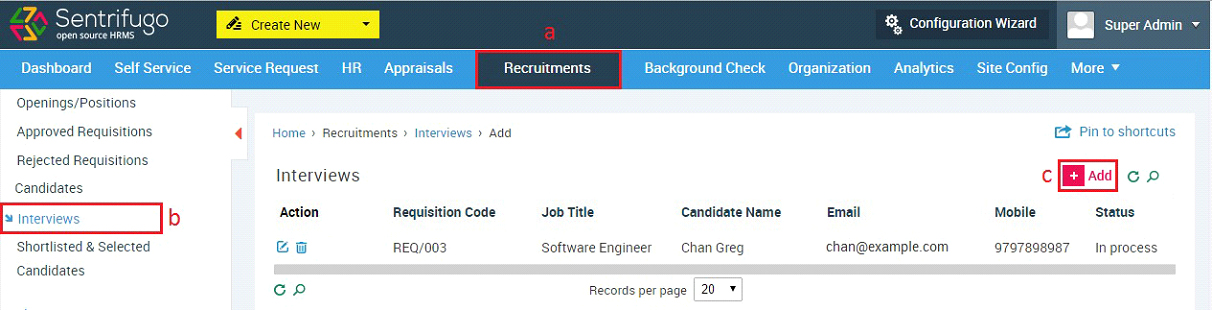 Sentrifugo
open source HRMS
Create New
a
Configuration Wizard
Super Admin
Dashboard Self Service Service Request HR Appraisals Recruitments Background Check Organization Analytics Site Config More
Openings/Positions
Approved Requisitions
Rejected Requisitions
Candidates
Interviews
b
Shortlisted & Selected
Candidates
Home › Recruitments › Interviews › Add
Pin to shortcuts
Interviews
c
+ Add
Action Requisition Code Job Title Candidate Name Email Mobile Status
REQ/003 Software Engineer Chan Greg chan@example.com 9797898987 In process
Records per page 20